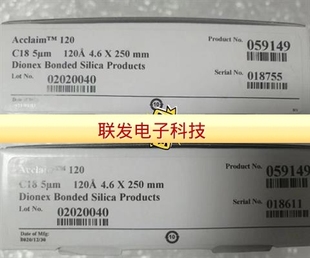 Acclaim™ 120
C18 5µm 120Å 4.6 X 250 mm
Dionex Bonded Silica Products
Lot No. 02020040
Product No. 059149
Serial No. 018755
联发电子科技
Acclaim™ 120
C18 5µm 120Å 4.6 X 250 mm
Dionex Bonded Silica Products
Lot No. 02020040
Product No. 059149
Serial No. 018611
Date of Mfg:
10